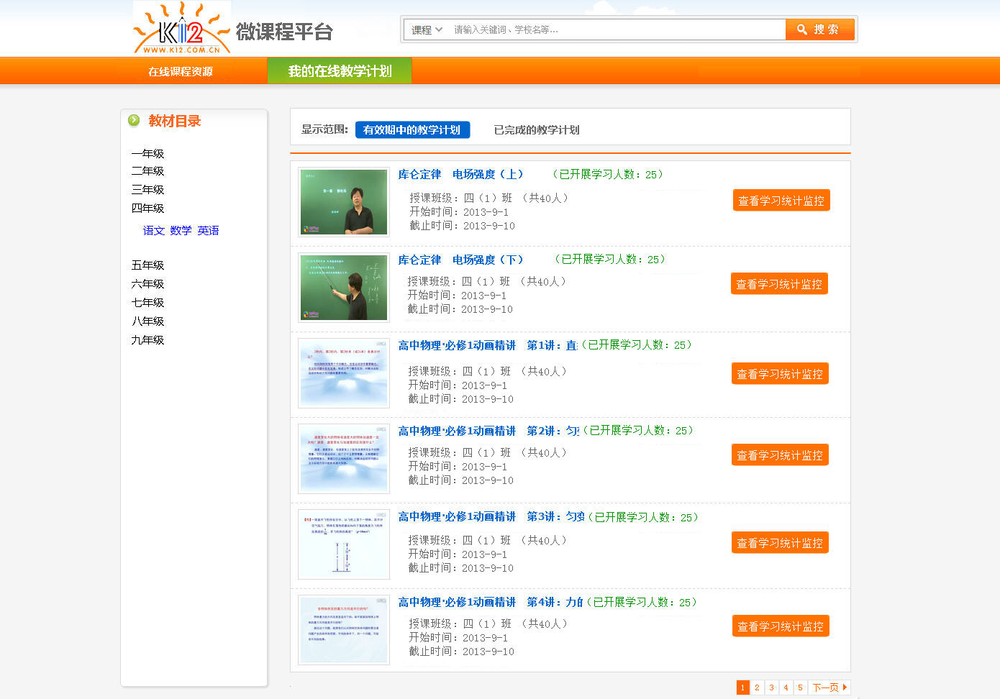 K12
WWW.K12.COM.CN
微课程平台
课程 请输入关键词、学校名等...
搜索
在线课程资源
我的在线教学计划
教材目录
一年级
二年级
三年级
四年级
语文 数学 英语
五年级
六年级
七年级
八年级
九年级
显示范围: 有效期中的教学计划 已完成的教学计划
库仑定律 电场强度（上） （已开展学习人数：25）
授课班级：四（1）班 （共40人）
开始时间：2013-9-1
截止时间：2013-9-10
查看学习统计监控
库仑定律 电场强度（下） （已开展学习人数：25）
授课班级：四（1）班 （共40人）
开始时间：2013-9-1
截止时间：2013-9-10
查看学习统计监控
高中物理·必修1动画精讲 第1讲：直 （已开展学习人数：25）
授课班级：四（1）班 （共40人）
开始时间：2013-9-1
截止时间：2013-9-10
查看学习统计监控
高中物理·必修1动画精讲 第2讲：匀 （已开展学习人数：25）
授课班级：四（1）班 （共40人）
开始时间：2013-9-1
截止时间：2013-9-10
查看学习统计监控
高中物理·必修1动画精讲 第3讲：匀变 （已开展学习人数：25）
授课班级：四（1）班 （共40人）
开始时间：2013-9-1
截止时间：2013-9-10
查看学习统计监控
高中物理·必修1动画精讲 第4讲：力的 （已开展学习人数：25）
授课班级：四（1）班 （共40人）
开始时间：2013-9-1
截止时间：2013-9-10
查看学习统计监控
1 2 3 4 5 下一页